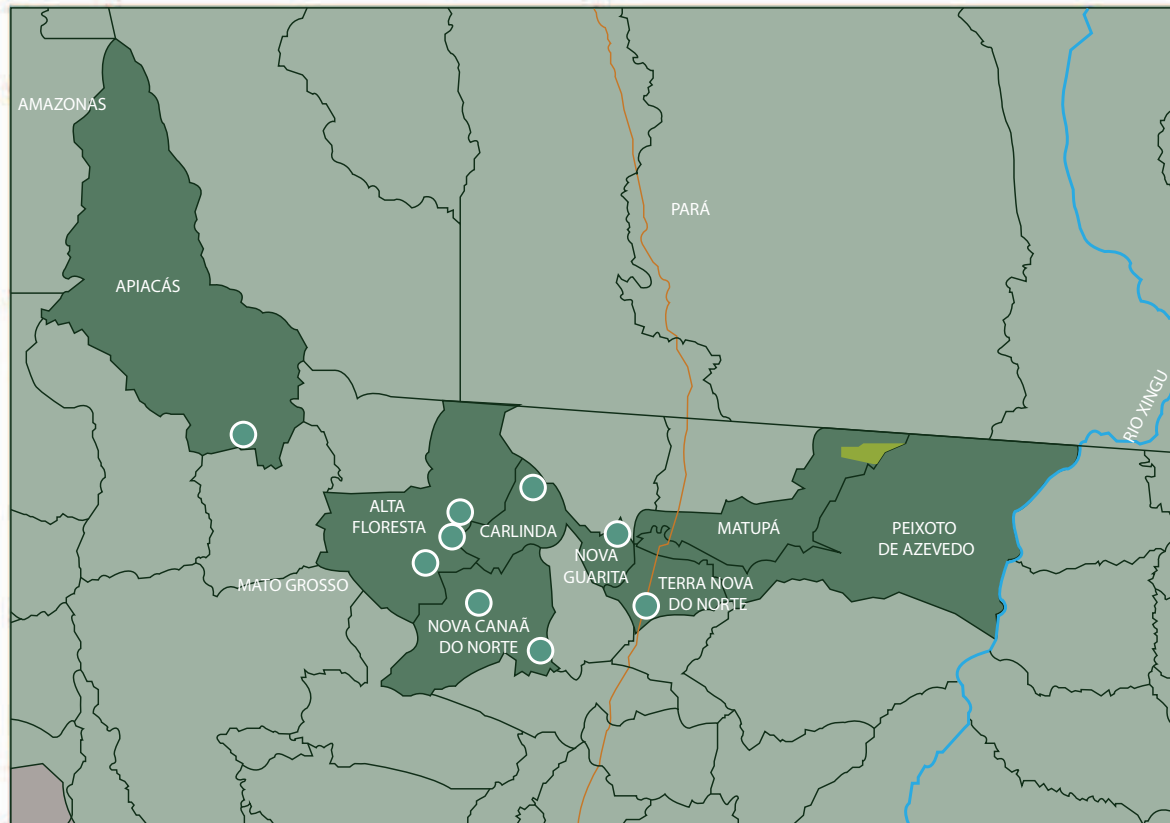 AMAZONAS
PARÁ
APIACÁS
RIO XINGU
ALTA
FLORESTA
CARLINDA
MATUPÁ
PEIXOTO
DE AZEVEDO
NOVA
GUARITA
MATO GROSSO
TERRA NOVA
DO NORTE
NOVA CANAÃ
DO NORTE